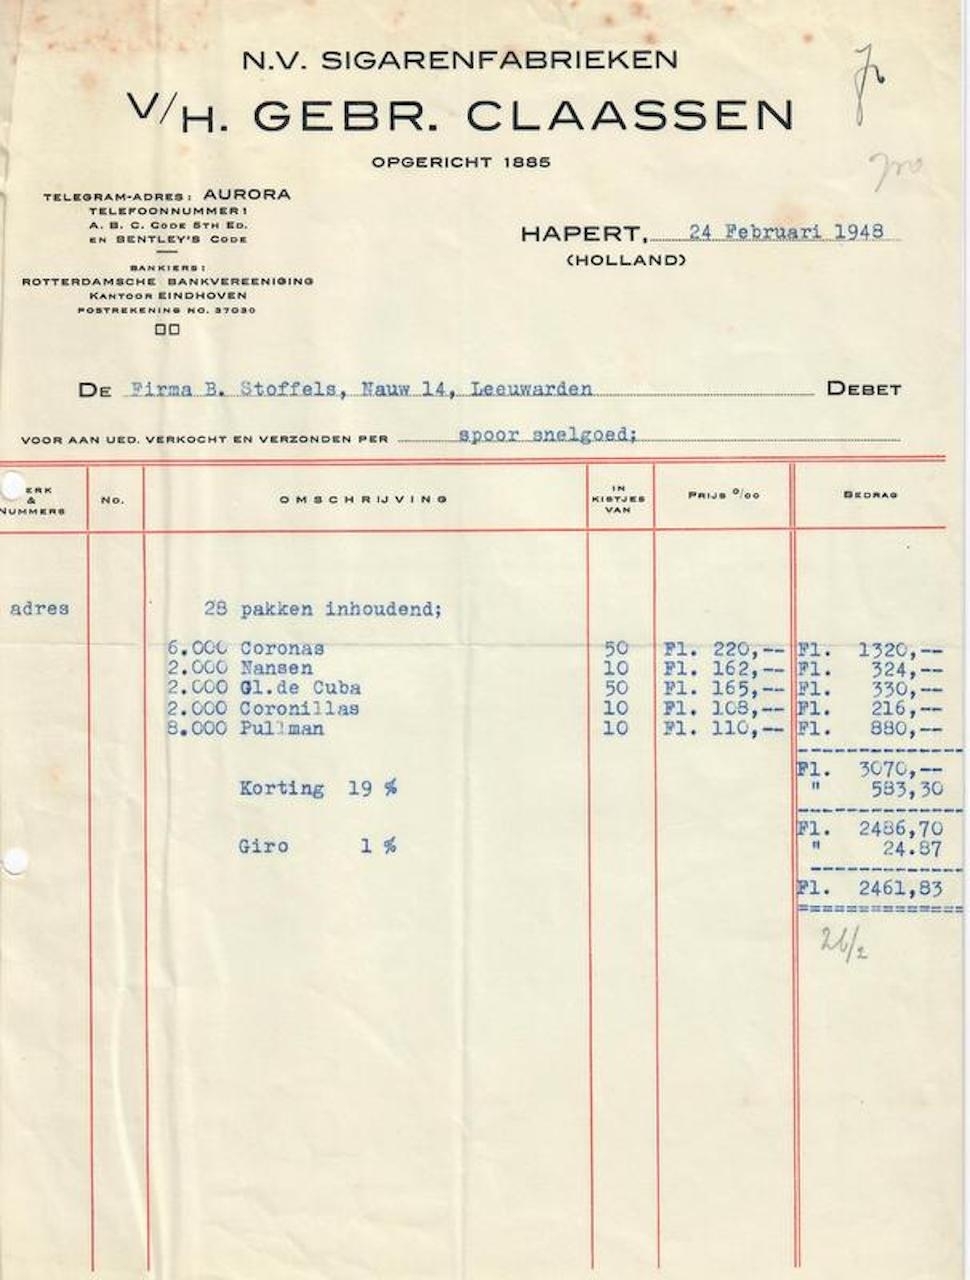 N.V. SIGARENFABRIEKEN
V/H. GEBR. CLAASSEN
OPGERICHT 1885
TELEGRAM-ADRES: AURORA
TELEFOONNUMMER 1
A. B. C. CODE 5TH ED.
EN BENTLEY'S CODE
BANKIERS:
ROTTERDAMSCHE BANKVEREENIGING
KANTOOR EINDHOVEN
POSTREKENING NO. 37030
HAPERT, 24 Februari 1948
(HOLLAND)
DE Firma B. Stoffels, Nauw 14, Leeuwarden DEBET
VOOR AAN UED. VERKOCHT EN VERZONDEN PER spoor snelgoed;
ERK & NUMMERS No. OMSCHRIJVING IN KISTJES VAN PRIJS 0/00 BEDRAG
adres 28 pakken inhoudend;
6.000 Coronas 50 Fl. 220,-- Fl. 1320,--
2.000 Nansen 10 Fl. 162,-- Fl. 324,--
2.000 Gl.de Cuba 50 Fl. 165,-- Fl. 330,--
2.000 Coronillas 10 Fl. 108,-- Fl. 216,--
8.000 Pullman 10 Fl. 110,-- Fl. 880,--
Fl. 3070,--
Korting 19 % " 583,30
Fl. 2486,70
Giro 1 % " 24.87
Fl. 2461,83
26/2